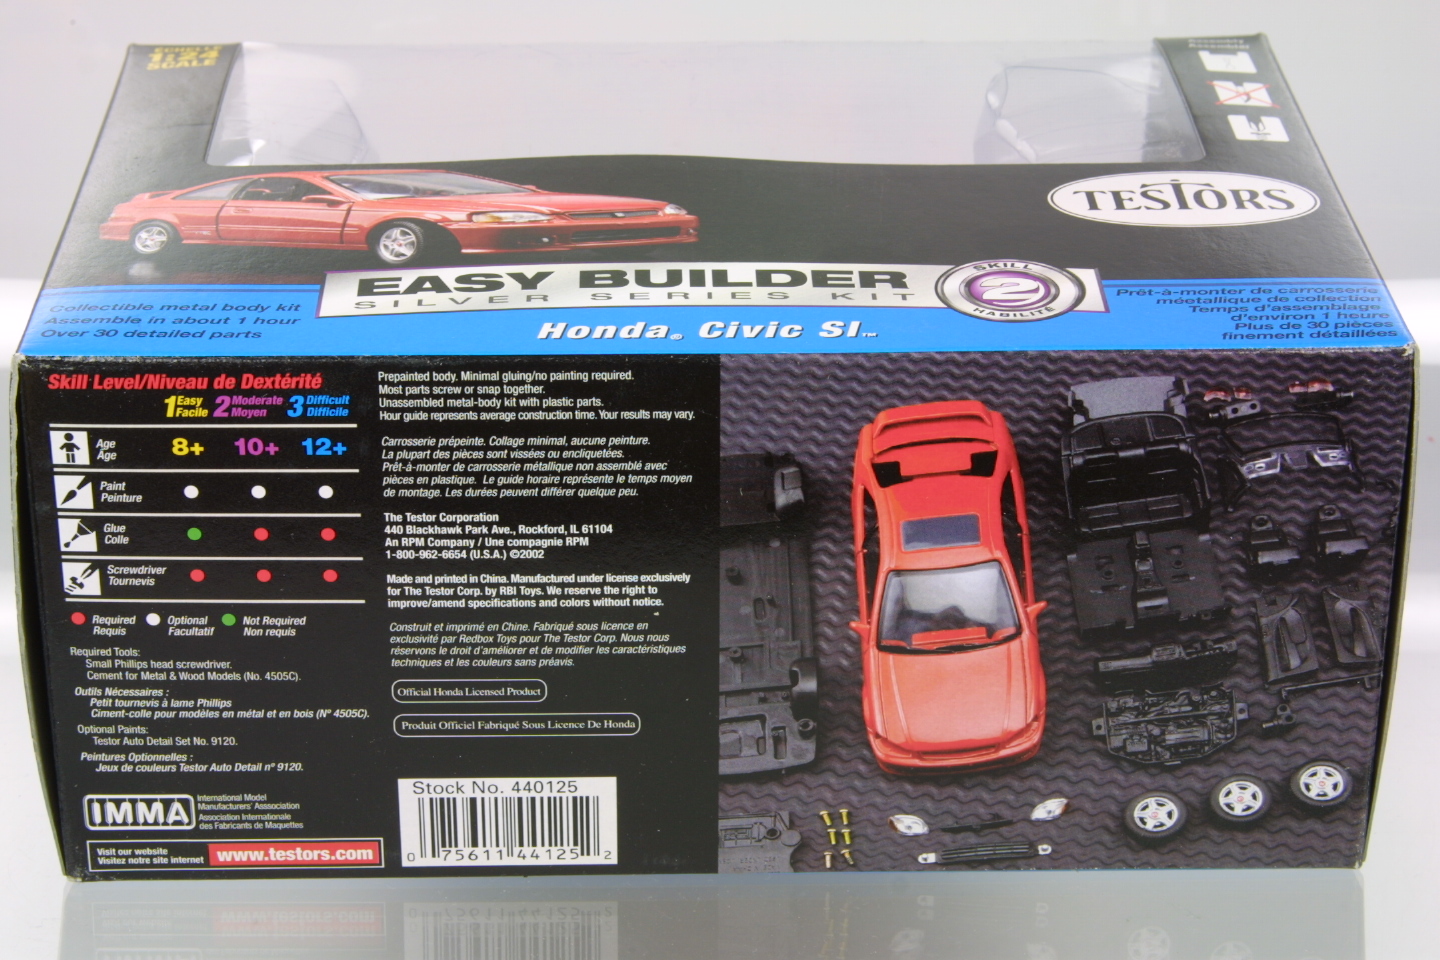 ÉCHELLE
1:24
SCALE
TESTORS
EASY BUILDER
SILVER SERIES KIT
SKILL
2
HABILITÉ
Honda® Civic SI™
Collectible metal body kit
Assemble in about 1 hour
Over 30 detailed parts
Prêt-à-monter de carrosserie
méetallique de collection
Temps d'assemblage
d'environ 1 heure
Plus de 30 pièces
finement détaillées
Skill Level/Niveau de Dextérité
1 Easy Facile 2 Moderate Moyen 3 Difficult Difficile
Age
Âge
8+ 10+ 12+
Paint
Peinture
Glue
Colle
Screwdriver
Tournevis
Required
Requis
Optional
Facultatif
Not Required
Non requis
Required Tools:
Small Phillips head screwdriver.
Cement for Metal & Wood Models (No. 4505C).
Outils Nécessaires :
Petit tournevis à lame Phillips
Ciment-colle pour modèles en métal et en bois (N° 4505C).
Optional Paints:
Testor Auto Detail Set No. 9120.
Peintures Optionnelles :
Jeux de couleurs Testor Auto Detail n° 9120.
IMMA
International Model
Manufacturers' Asssociation
Association Internationale
des Fabricants de Maquettes
Visit our website
Visitez notre site internet
www.testors.com
Prepainted body. Minimal gluing/no painting required.
Most parts screw or snap together.
Unassembled metal-body kit with plastic parts.
Hour guide represents average construction time. Your results may vary.
Carrosserie prépeinte. Collage minimal, aucune peinture.
La plupart des pièces sont vissées ou encliquetées.
Prêt-à-monter de carrosserie métallique non assemblé avec
pièces en plastique. Le guide horaire représente le temps moyen
de montage. Les durées peuvent différer quelque peu.
The Testor Corporation
440 Blackhawk Park Ave., Rockford, IL 61104
An RPM Company / Une compagnie RPM
1-800-962-6654 (U.S.A.) ©2002
Made and printed in China. Manufactured under license exclusively
for The Testor Corp. by RBI Toys. We reserve the right to
improve/amend specifications and colors without notice.
Construit et imprimé en Chine. Fabriqué sous licence en
exclusivité par Redbox Toys pour The Testor Corp. Nous nous
réservons le droit d'améliorer et de modifier les caractéristiques
techniques et les couleurs sans préavis.
Official Honda Licensed Product
Produit Officiel Fabriqué Sous Licence De Honda
Stock No. 440125
0 75611 44125 2